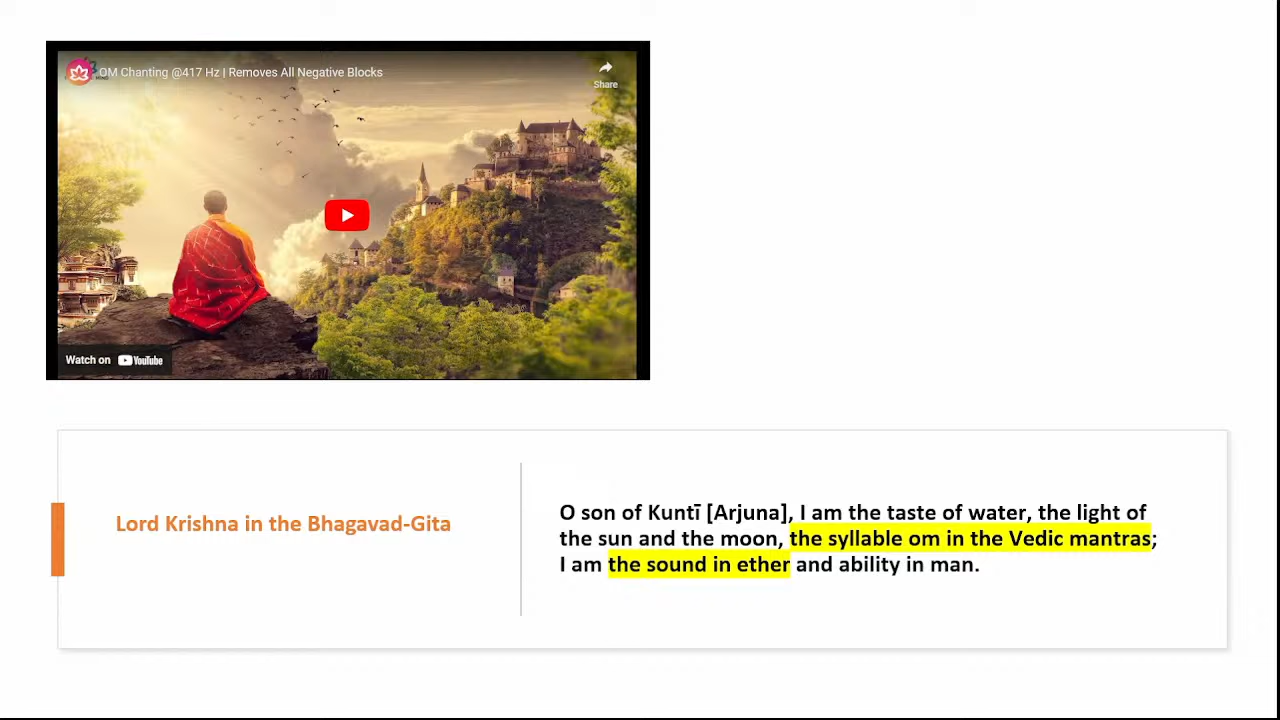 OM Chanting @417 Hz | Removes All Negative Blocks
Share
Watch on YouTube
Lord Krishna in the Bhagavad-Gita
O son of Kuntī [Arjuna], I am the taste of water, the light of
the sun and the moon, the syllable om in the Vedic mantras;
I am the sound in ether and ability in man.